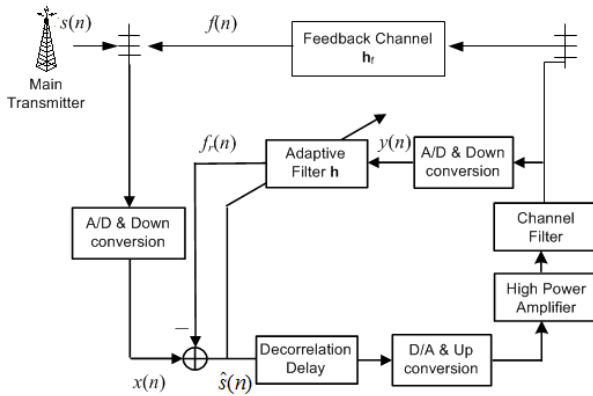 s(n)
f(n)
Feedback Channel
h_f
Main
Transmitter
f_r(n)
Adaptive
Filter h
y(n)
A/D & Down
conversion
A/D & Down
conversion
Channel
Filter
High Power
Amplifier
−
x(n)
ŝ(n)
Decorrelation
Delay
D/A & Up
conversion